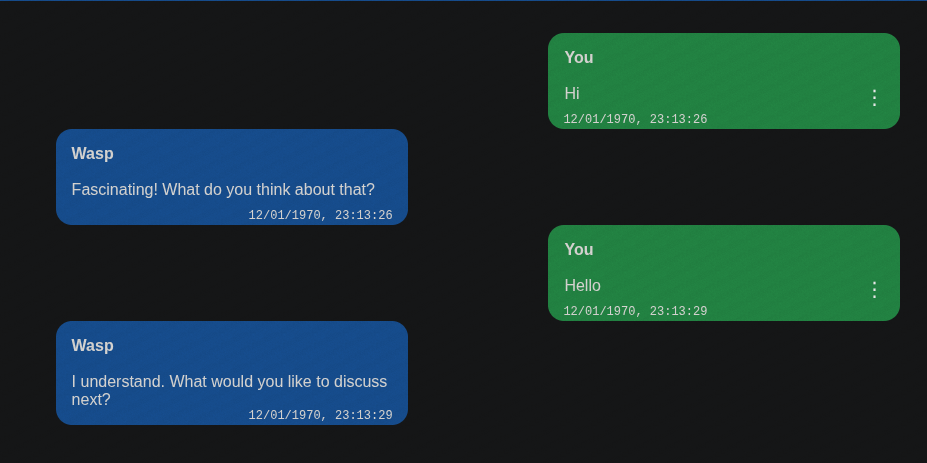 You
Hi
12/01/1970, 23:13:26
Wasp
Fascinating! What do you think about that?
12/01/1970, 23:13:26
You
Hello
12/01/1970, 23:13:29
Wasp
I understand. What would you like to discuss
next?
12/01/1970, 23:13:29